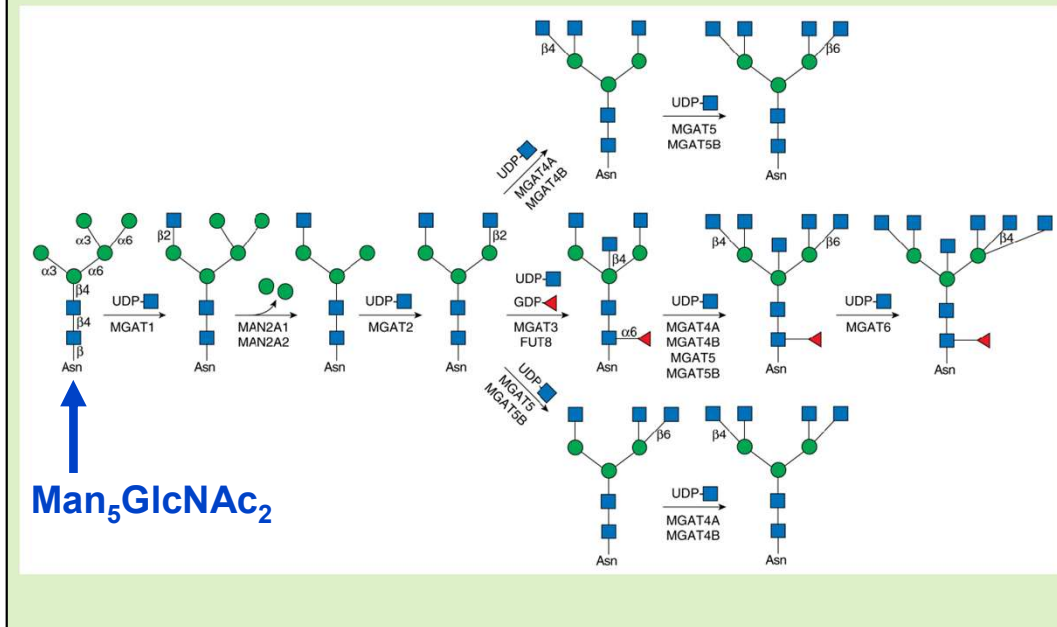 β4
Asn
UDP-
MGAT5
MGAT5B
β6
Asn
UDP-
MGAT4A
MGAT4B
α3
α6
α3
α6
β4
β4
β
Asn
UDP-
MGAT1
β2
Asn
MAN2A1
MAN2A2
Asn
UDP-
MGAT2
β2
Asn
UDP-
GDP-
MGAT3
FUT8
β4
α6
Asn
UDP-
MGAT4A
MGAT4B
MGAT5
MGAT5B
β4
β6
Asn
UDP-
MGAT6
β4
Asn
UDP-
MGAT5
MGAT5B
β6
Asn
UDP-
MGAT4A
MGAT4B
β4
Asn
Man₅GlcNAc₂